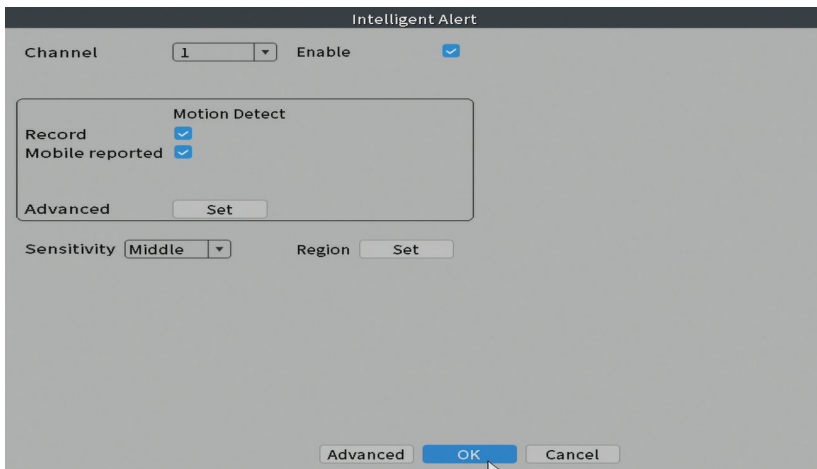 Intelligent Alert
Channel 1 Enable
Motion Detect
Record
Mobile reported
Advanced Set
Sensitivity Middle Region Set
Advanced OK Cancel